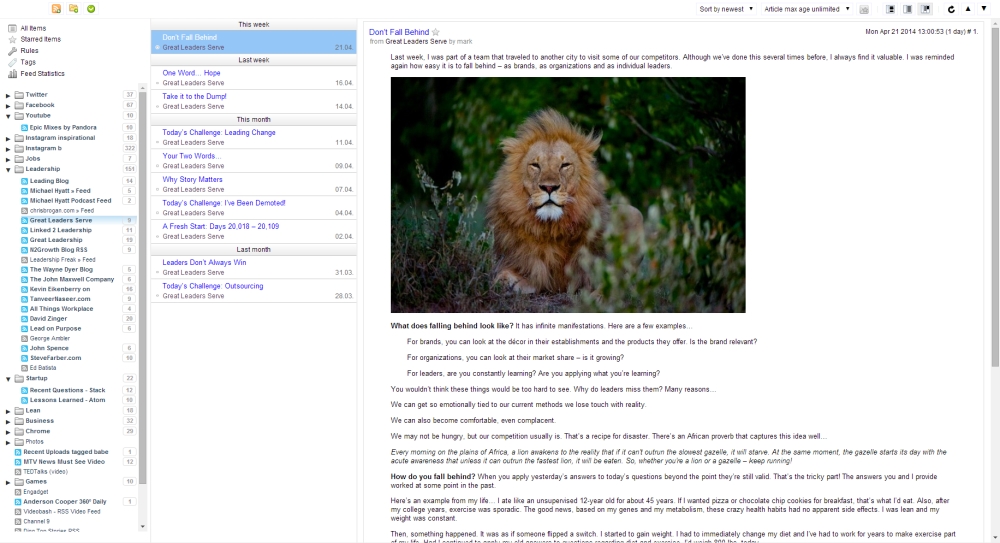 Sort by newest ▼
Article max age unlimited ▼
All Items
Starred Items
Rules
Tags
Feed Statistics
Twitter 37
Facebook 67
Youtube 10
Epic Mixes by Pandora 10
Instagram inspirational 18
Instagram b 322
Jobs 7
Leadership 151
Leading Blog 14
Michael Hyatt » Feed 5
Michael Hyatt Podcast Feed 2
chrisbrogan.com » Feed
Great Leaders Serve 9
Linked 2 Leadership 11
Great Leadership 19
N2Growth Blog RSS 9
Leadership Freak » Feed
The Wayne Dyer Blog 5
The John Maxwell Company 6
Kevin Eikenberry on 16
TanveerNaseer.com 9
All Things Workplace 4
David Zinger 20
Lead on Purpose 6
George Ambler
John Spence 6
SteveFarber.com 10
Ed Batista
Startup 22
Recent Questions - Stack 12
Lessons Learned - Atom 10
Lean 18
Business 32
Chrome 29
Photos
Recent Uploads tagged babe 1
MTV News Must See Video 12
TEDTalks (video)
Games 10
Engadget
Anderson Cooper 360° Daily 1
Videobash - RSS Video Feed
Channel 9
This week
Don't Fall Behind
Great Leaders Serve 21.04.
Last week
One Word… Hope
Great Leaders Serve 16.04.
Take it to the Dump!
Great Leaders Serve 14.04.
This month
Today's Challenge: Leading Change
Great Leaders Serve 11.04.
Your Two Words…
Great Leaders Serve 09.04.
Why Story Matters
Great Leaders Serve 07.04.
Today's Challenge: I've Been Demoted!
Great Leaders Serve 04.04.
A Fresh Start: Days 20,018 – 20,109
Great Leaders Serve 02.04.
Last month
Leaders Don't Always Win
Great Leaders Serve 31.03.
Today's Challenge: Outsourcing
Great Leaders Serve 28.03.
Don't Fall Behind
Mon Apr 21 2014 13:00:53 (1 day) # 1.
from Great Leaders Serve by mark
Last week, I was part of a team that traveled to another city to visit some of our competitors. Although we've done this several times before, I always find it valuable. I was reminded
again how easy it is to fall behind – as brands, as organizations and as individual leaders.
What does falling behind look like? It has infinite manifestations. Here are a few examples…
For brands, you can look at the décor in their establishments and the products they offer. Is the brand relevant?
For organizations, you can look at their market share – is it growing?
For leaders, are you constantly learning? Are you applying what you're learning?
You wouldn't think these things would be too hard to see. Why do leaders miss them? Many reasons…
We can get so emotionally tied to our current methods we lose touch with reality.
We can also become comfortable, even complacent.
We may not be hungry, but our competition usually is. That's a recipe for disaster. There's an African proverb that captures this idea well…
Every morning on the plains of Africa, a lion awakens to the reality that if it can't outrun the slowest gazelle, it will starve. At the same moment, the gazelle starts its day with the
acute awareness that unless it can outrun the fastest lion, it will be eaten. So, whether you're a lion or a gazelle – keep running!
How do you fall behind? When you apply yesterday's answers to today's questions beyond the point they're still valid. That's the tricky part! The answers you and I provide
worked at some point in the past.
Here's an example from my life… I ate like an unsupervised 12-year old for about 45 years. If I wanted pizza or chocolate chip cookies for breakfast, that's what I'd eat. Also, after
my college years, exercise was sporadic. The good news, based on my genes and my metabolism, these crazy health habits had no apparent side effects. I was lean and my
weight was constant.
Then, something happened. It was as if someone flipped a switch. I started to gain weight. I had to immediately change my diet and I've had to work for years to make exercise part